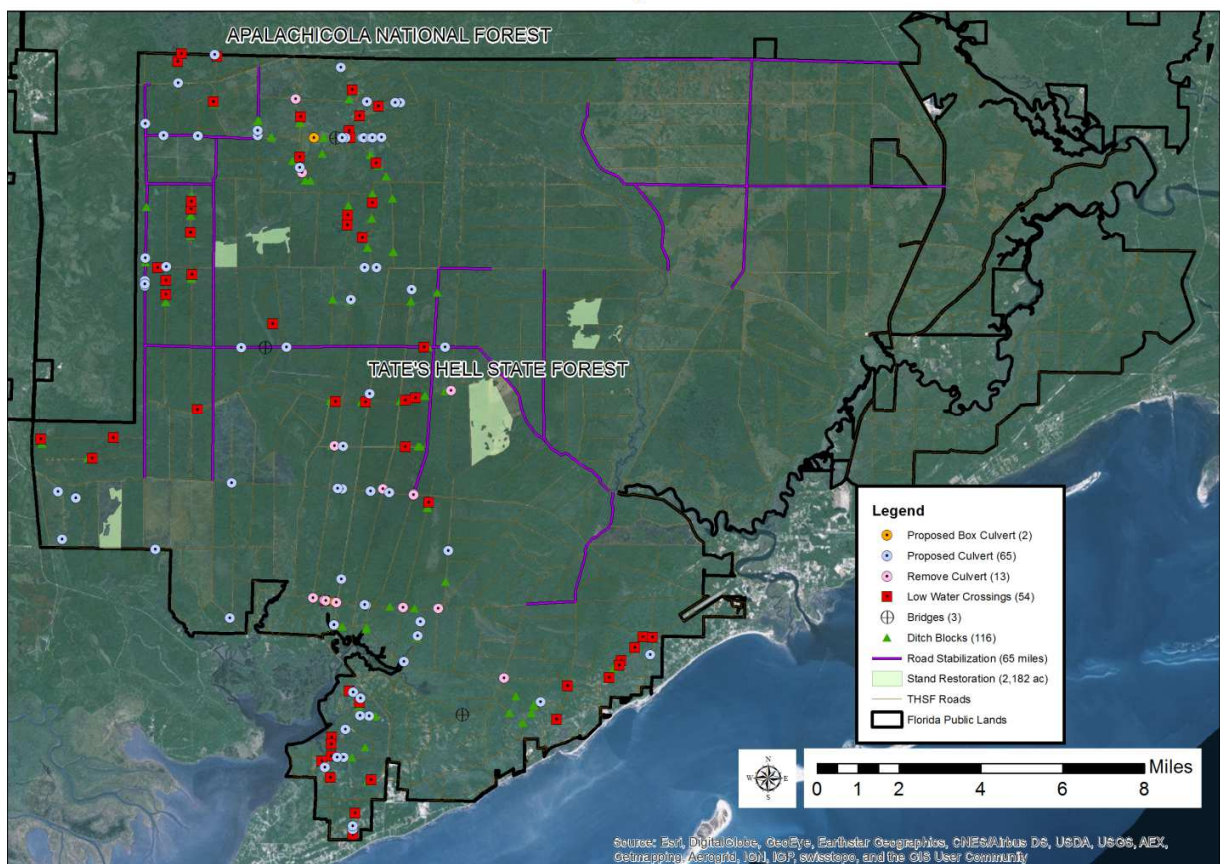 APALACHICOLA NATIONAL FOREST
TATE'S HELL STATE FOREST
Legend
Proposed Box Culvert (2)
Proposed Culvert (65)
Remove Culvert (13)
Low Water Crossings (54)
Bridges (3)
Ditch Blocks (116)
Road Stabilization (65 miles)
Stand Restoration (2,182 ac)
THSF Roads
Florida Public Lands
N
W E
S
Miles
0 1 2 4 6 8
Source: Esri, DigitalGlobe, GeoEye, Earthstar Geographics, CNES/Airbus DS, USDA, USGS, AEX,
Getmapping, Aerogrid, IGN, IGP, swisstopo, and the GIS User Community